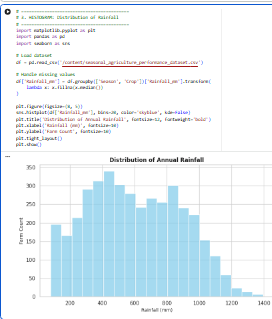 # ========================================
# 6. HISTOGRAM: Distribution of Rainfall
# ========================================
import matplotlib.pyplot as plt
import pandas as pd
import seaborn as sns
# Load dataset
df = pd.read_csv('/content/seasonal_agriculture_performance_dataset.csv')
# Handle missing values
df['Rainfall_mm'] = df.groupby(['Season', 'Crop'])['Rainfall_mm'].transform(
lambda x: x.fillna(x.median())
)
plt.figure(figsize=(8, 5))
sns.histplot(df['Rainfall_mm'], bins=20, color='skyblue', kde=False)
plt.title('Distribution of Annual Rainfall', fontsize=12, fontweight='bold')
plt.xlabel('Rainfall (mm)', fontsize=10)
plt.ylabel('Farm Count', fontsize=10)
plt.tight_layout()
plt.show()
Distribution of Annual Rainfall
350
300
250
200
150
100
50
0
Farm Count
200 400 600 800 1000 1200 1400
Rainfall (mm)